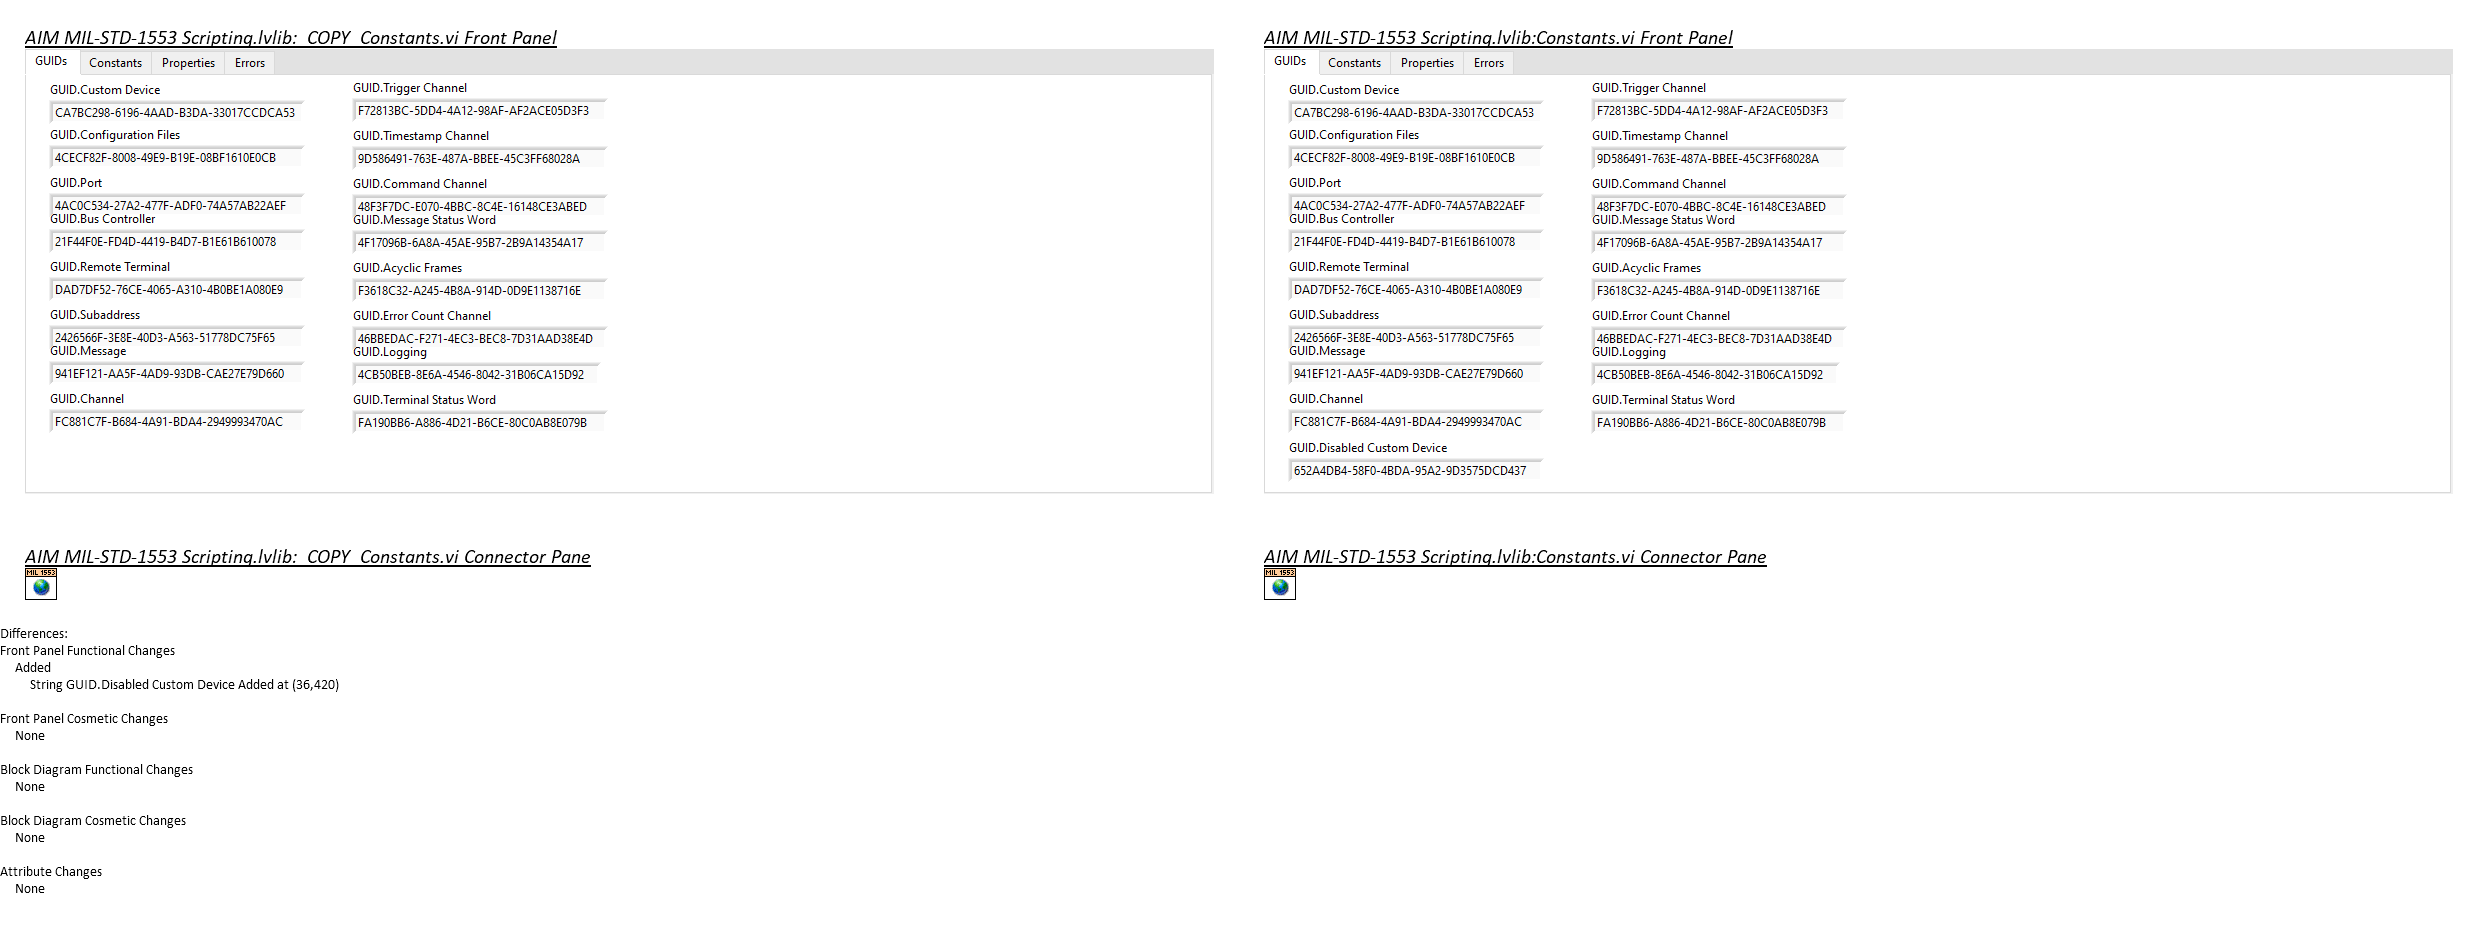 AIM MIL-STD-1553 Scripting.lvlib:_COPY_Constants.vi Front Panel
GUIDs Constants Properties Errors
GUID.Custom Device
CA7BC298-6196-4AAD-B3DA-33017CCDCA53
GUID.Configuration Files
4CECF82F-8008-49E9-B19E-08BF1610E0CB
GUID.Port
4AC0C534-27A2-477F-ADF0-74A57AB22AEF
GUID.Bus Controller
21F44F0E-FD4D-4419-B4D7-B1E61B610078
GUID.Remote Terminal
DAD7DF52-76CE-4065-A310-4B0BE1A080E9
GUID.Subaddress
2426566F-3E8E-40D3-A563-51778DC75F65
GUID.Message
941EF121-AA5F-4AD9-93DB-CAE27E79D660
GUID.Channel
FC881C7F-B684-4A91-BDA4-2949993470AC
GUID.Trigger Channel
F72813BC-5DD4-4A12-98AF-AF2ACE05D3F3
GUID.Timestamp Channel
9D586491-763E-487A-BBEE-45C3FF68028A
GUID.Command Channel
48F3F7DC-E070-4BBC-8C4E-16148CE3ABED
GUID.Message Status Word
4F17096B-6A8A-45AE-95B7-2B9A14354A17
GUID.Acyclic Frames
F3618C32-A245-4B8A-914D-0D9E1138716E
GUID.Error Count Channel
46BBEDAC-F271-4EC3-BEC8-7D31AAD38E4D
GUID.Logging
4CB50BEB-8E6A-4546-8042-31B06CA15D92
GUID.Terminal Status Word
FA190BB6-A886-4D21-B6CE-80C0AB8E079B
AIM MIL-STD-1553 Scripting.lvlib:Constants.vi Front Panel
GUIDs Constants Properties Errors
GUID.Custom Device
CA7BC298-6196-4AAD-B3DA-33017CCDCA53
GUID.Configuration Files
4CECF82F-8008-49E9-B19E-08BF1610E0CB
GUID.Port
4AC0C534-27A2-477F-ADF0-74A57AB22AEF
GUID.Bus Controller
21F44F0E-FD4D-4419-B4D7-B1E61B610078
GUID.Remote Terminal
DAD7DF52-76CE-4065-A310-4B0BE1A080E9
GUID.Subaddress
2426566F-3E8E-40D3-A563-51778DC75F65
GUID.Message
941EF121-AA5F-4AD9-93DB-CAE27E79D660
GUID.Channel
FC881C7F-B684-4A91-BDA4-2949993470AC
GUID.Disabled Custom Device
652A4DB4-58F0-4BDA-95A2-9D3575DCD437
GUID.Trigger Channel
F72813BC-5DD4-4A12-98AF-AF2ACE05D3F3
GUID.Timestamp Channel
9D586491-763E-487A-BBEE-45C3FF68028A
GUID.Command Channel
48F3F7DC-E070-4BBC-8C4E-16148CE3ABED
GUID.Message Status Word
4F17096B-6A8A-45AE-95B7-2B9A14354A17
GUID.Acyclic Frames
F3618C32-A245-4B8A-914D-0D9E1138716E
GUID.Error Count Channel
46BBEDAC-F271-4EC3-BEC8-7D31AAD38E4D
GUID.Logging
4CB50BEB-8E6A-4546-8042-31B06CA15D92
GUID.Terminal Status Word
FA190BB6-A886-4D21-B6CE-80C0AB8E079B
AIM MIL-STD-1553 Scripting.lvlib:_COPY_Constants.vi Connector Pane
MIL 1553
AIM MIL-STD-1553 Scripting.lvlib:Constants.vi Connector Pane
MIL 1553
Differences:
Front Panel Functional Changes
Added
String GUID.Disabled Custom Device Added at (36,420)
Front Panel Cosmetic Changes
None
Block Diagram Functional Changes
None
Block Diagram Cosmetic Changes
None
Attribute Changes
None